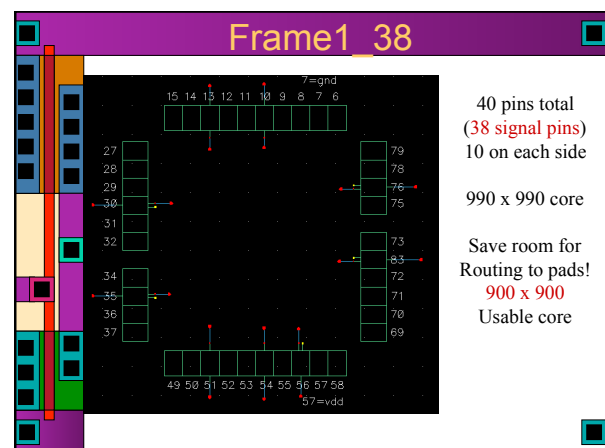 Frame1_38
7=gnd
15 14 13 12 11 10 9 8 7 6
27
28
29
30
31
32
34
35
36
37
79
78
76
75
73
83
72
71
70
69
49 50 51 52 53 54 55 56 57 58
57=vdd
40 pins total
(38 signal pins)
10 on each side
990 x 990 core
Save room for
Routing to pads!
900 x 900
Usable core